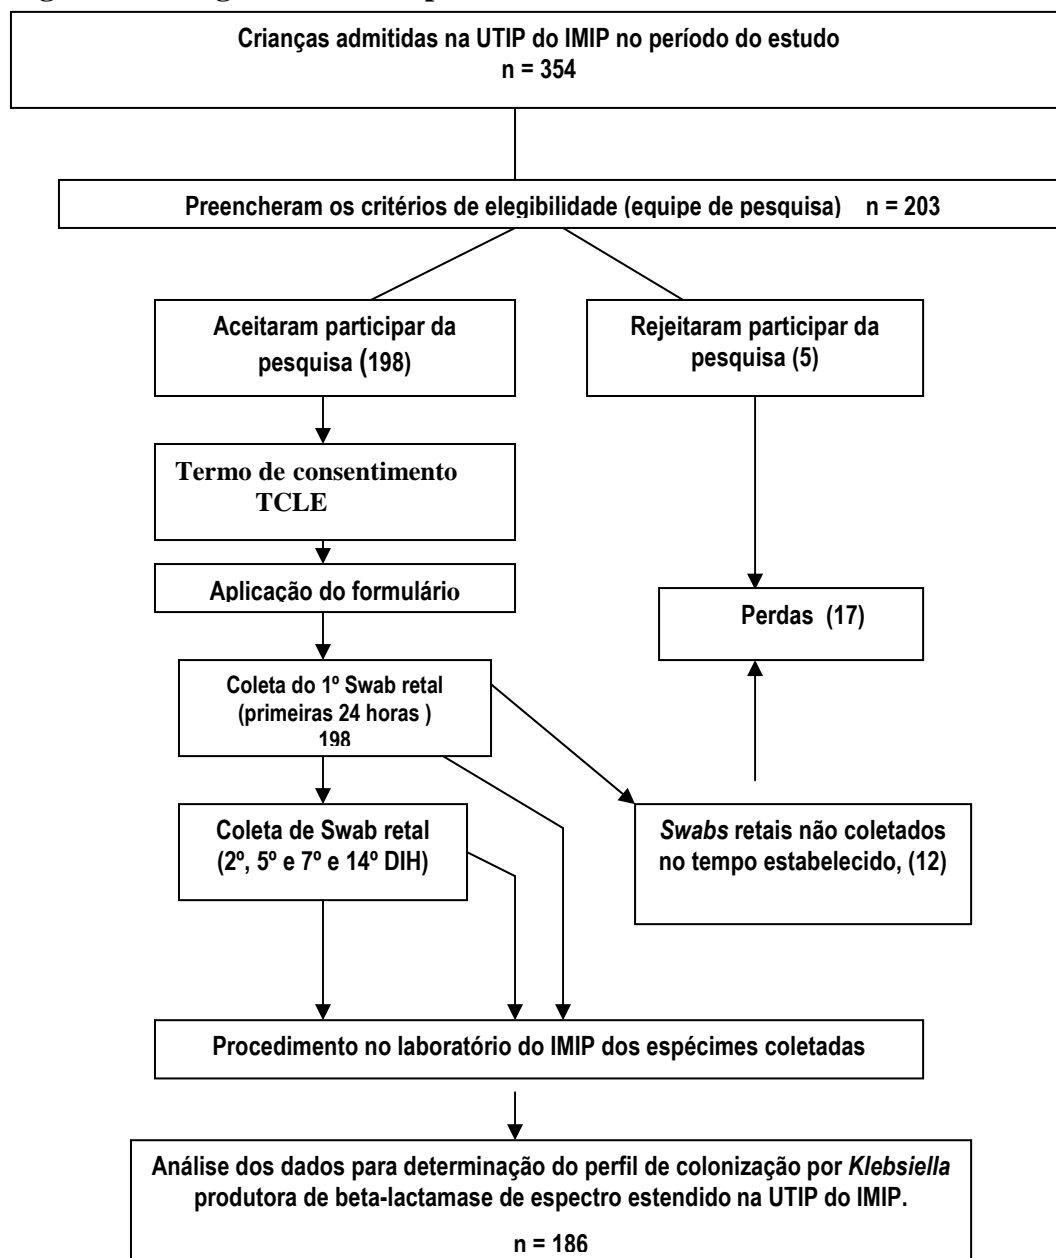 Crianças admitidas na UTIP do IMIP no período do estudo
n = 354
Preencheram os critérios de elegibilidade (equipe de pesquisa) n = 203
Aceitaram participar da
pesquisa (198)
Rejeitaram participar da
pesquisa (5)
Termo de consentimento
TCLE
Aplicação do formulário
Perdas (17)
Coleta do 1º Swab retal
(primeiras 24 horas )
198
Coleta de Swab retal
(2º, 5º e 7º e 14º DIH)
Swabs retais não coletados
no tempo estabelecido, (12)
Procedimento no laboratório do IMIP dos espécimes coletadas
Análise dos dados para determinação do perfil de colonização por Klebsiella
produtora de beta-lactamase de espectro estendido na UTIP do IMIP.
n = 186